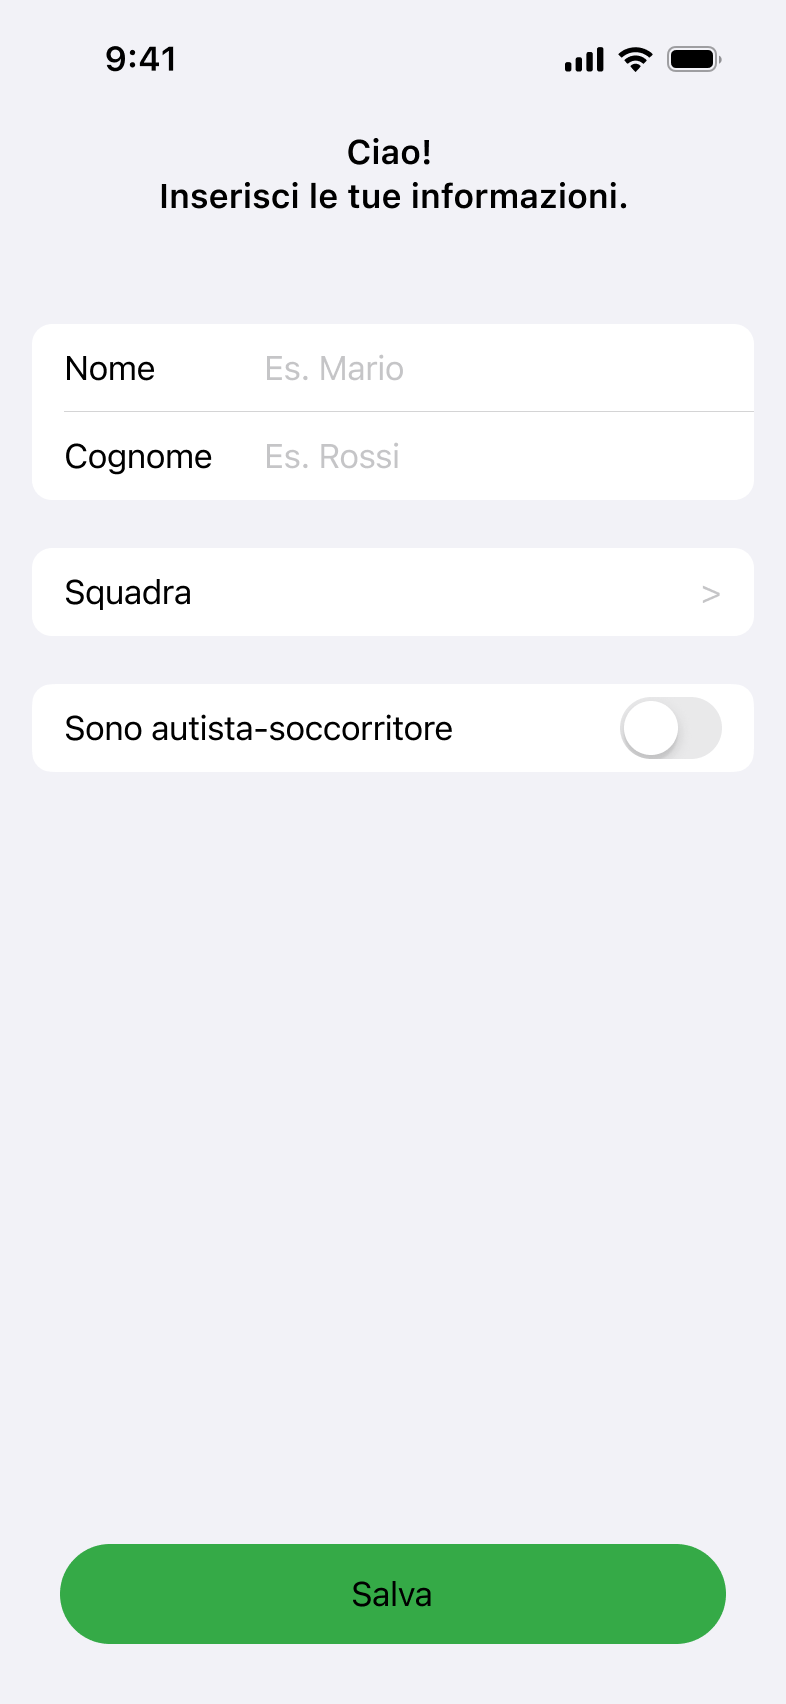 9:41
Ciao!
Inserisci le tue informazioni.
Nome Es. Mario
Cognome Es. Rossi
Squadra >
Sono autista-soccorritore
Salva